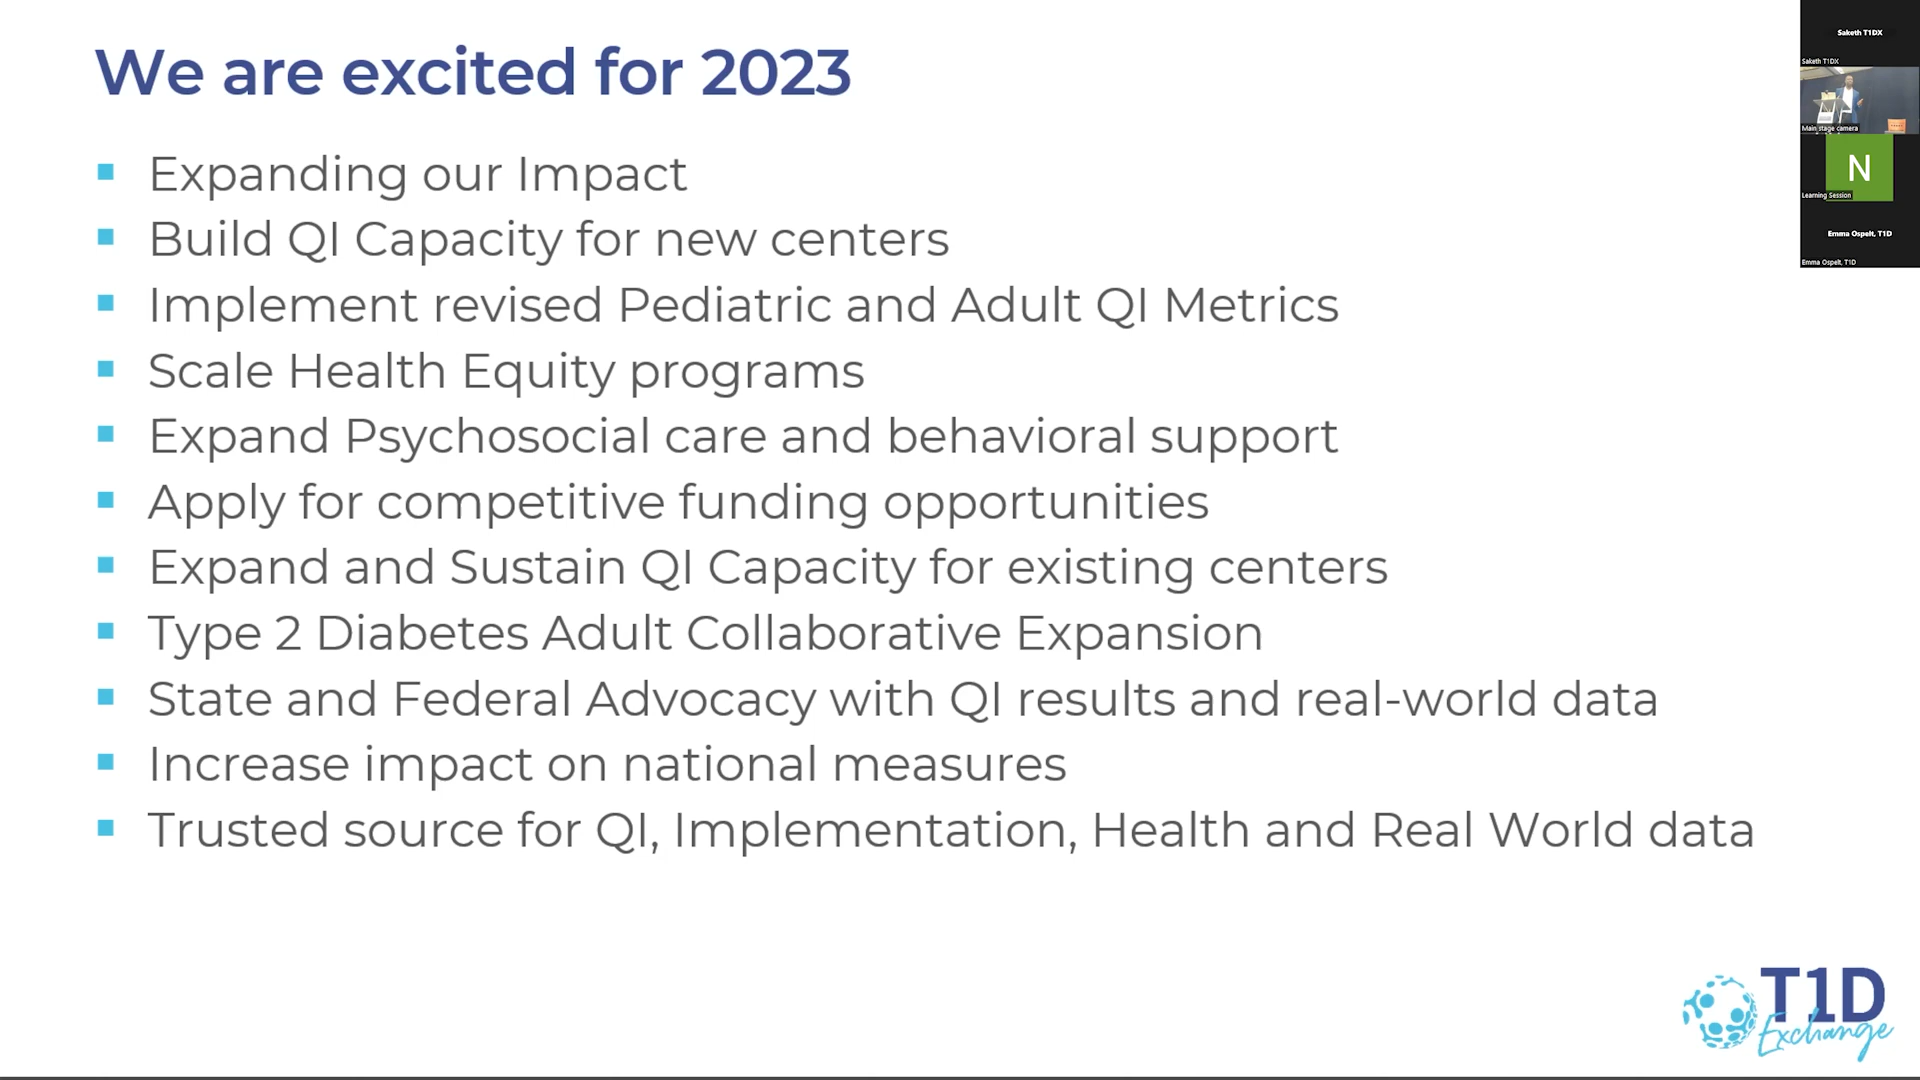 We are excited for 2023
Expanding our Impact
Build QI Capacity for new centers
Implement revised Pediatric and Adult QI Metrics
Scale Health Equity programs
Expand Psychosocial care and behavioral support
Apply for competitive funding opportunities
Expand and Sustain QI Capacity for existing centers
Type 2 Diabetes Adult Collaborative Expansion
State and Federal Advocacy with QI results and real-world data
Increase impact on national measures
Trusted source for QI, Implementation, Health and Real World data
Saketh T1DX
Saketh T1DX
Main stage camera
N
Learning Session
Emma Ospelt, T1D
Emma Ospelt, T1D
T1D
Exchange